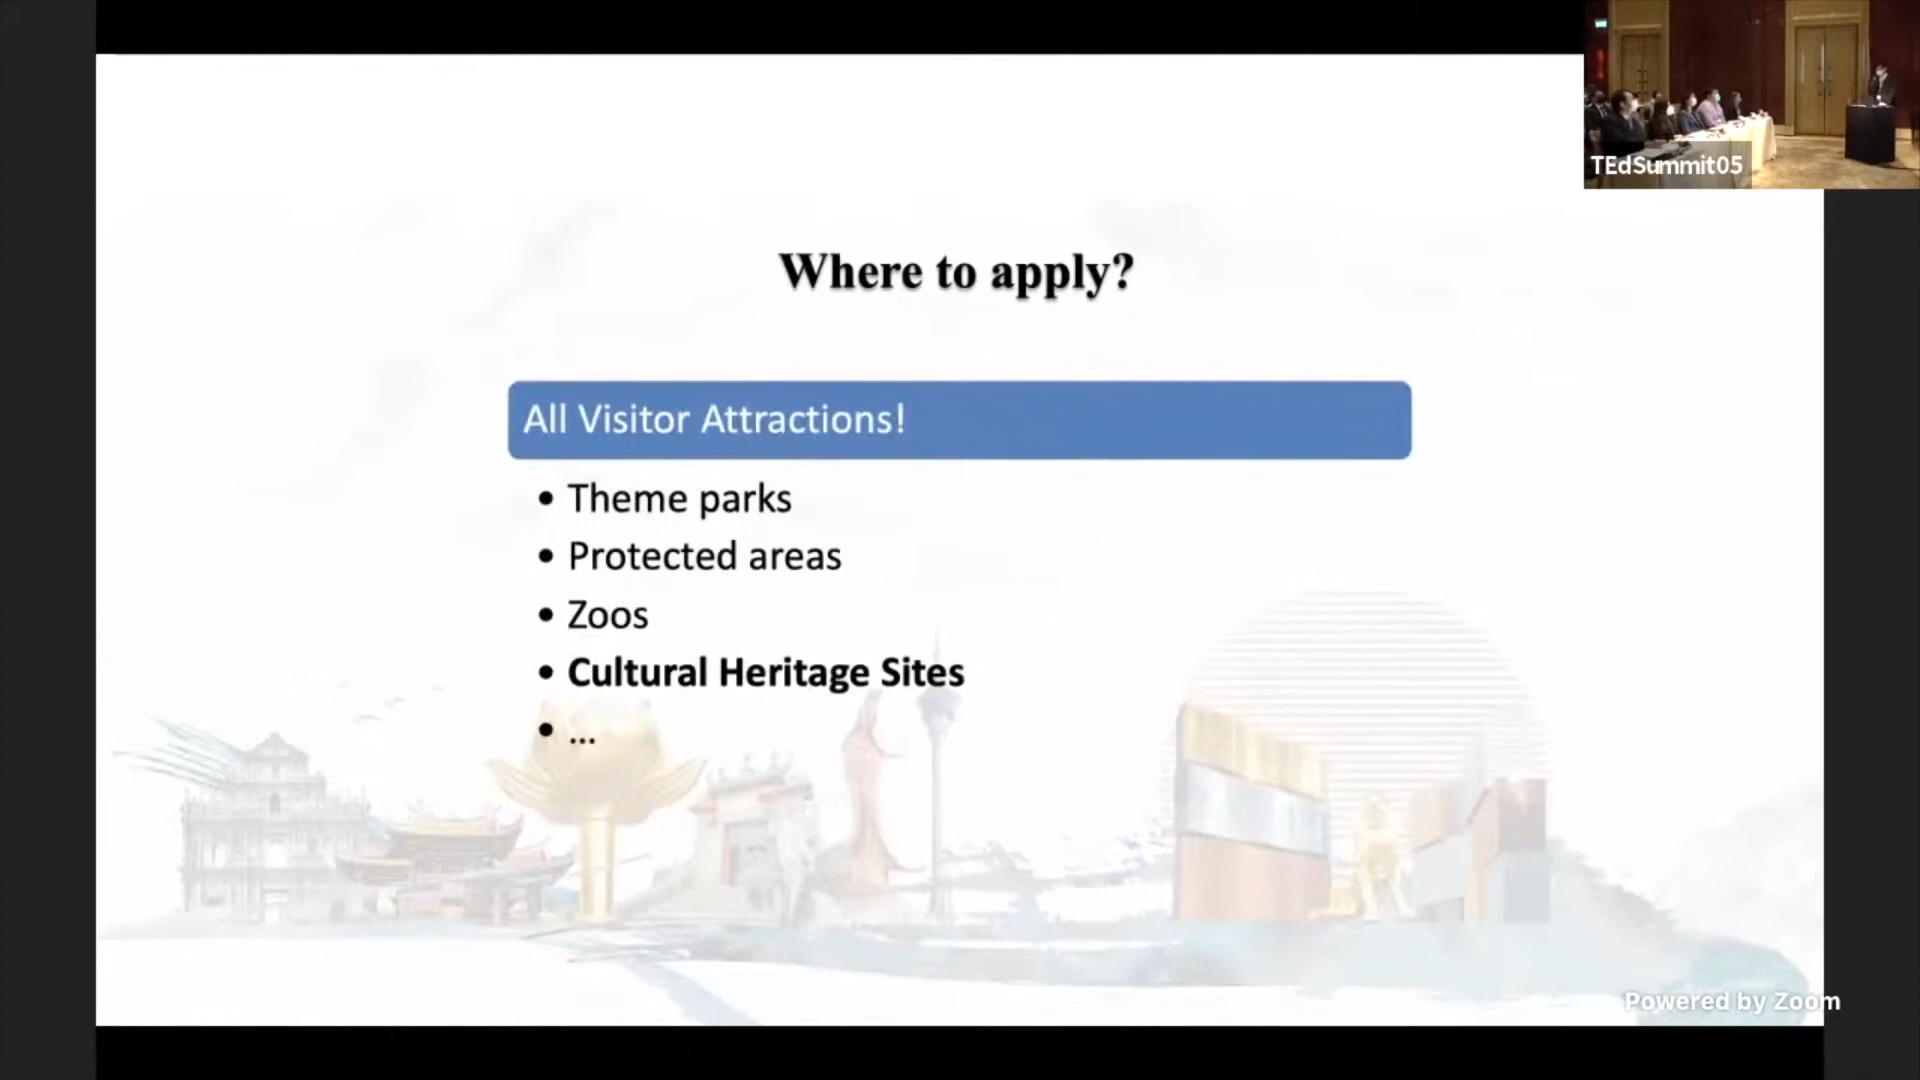 TEdSummit05
Where to apply?
All Visitor Attractions!
• Theme parks
• Protected areas
• Zoos
• Cultural Heritage Sites
• ...
Powered by Zoom